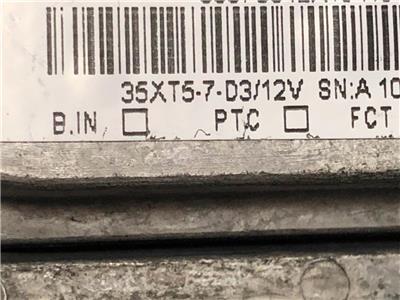 35XT5-7-D3/12V SN:A 10
B.IN □ PTC □ FCT